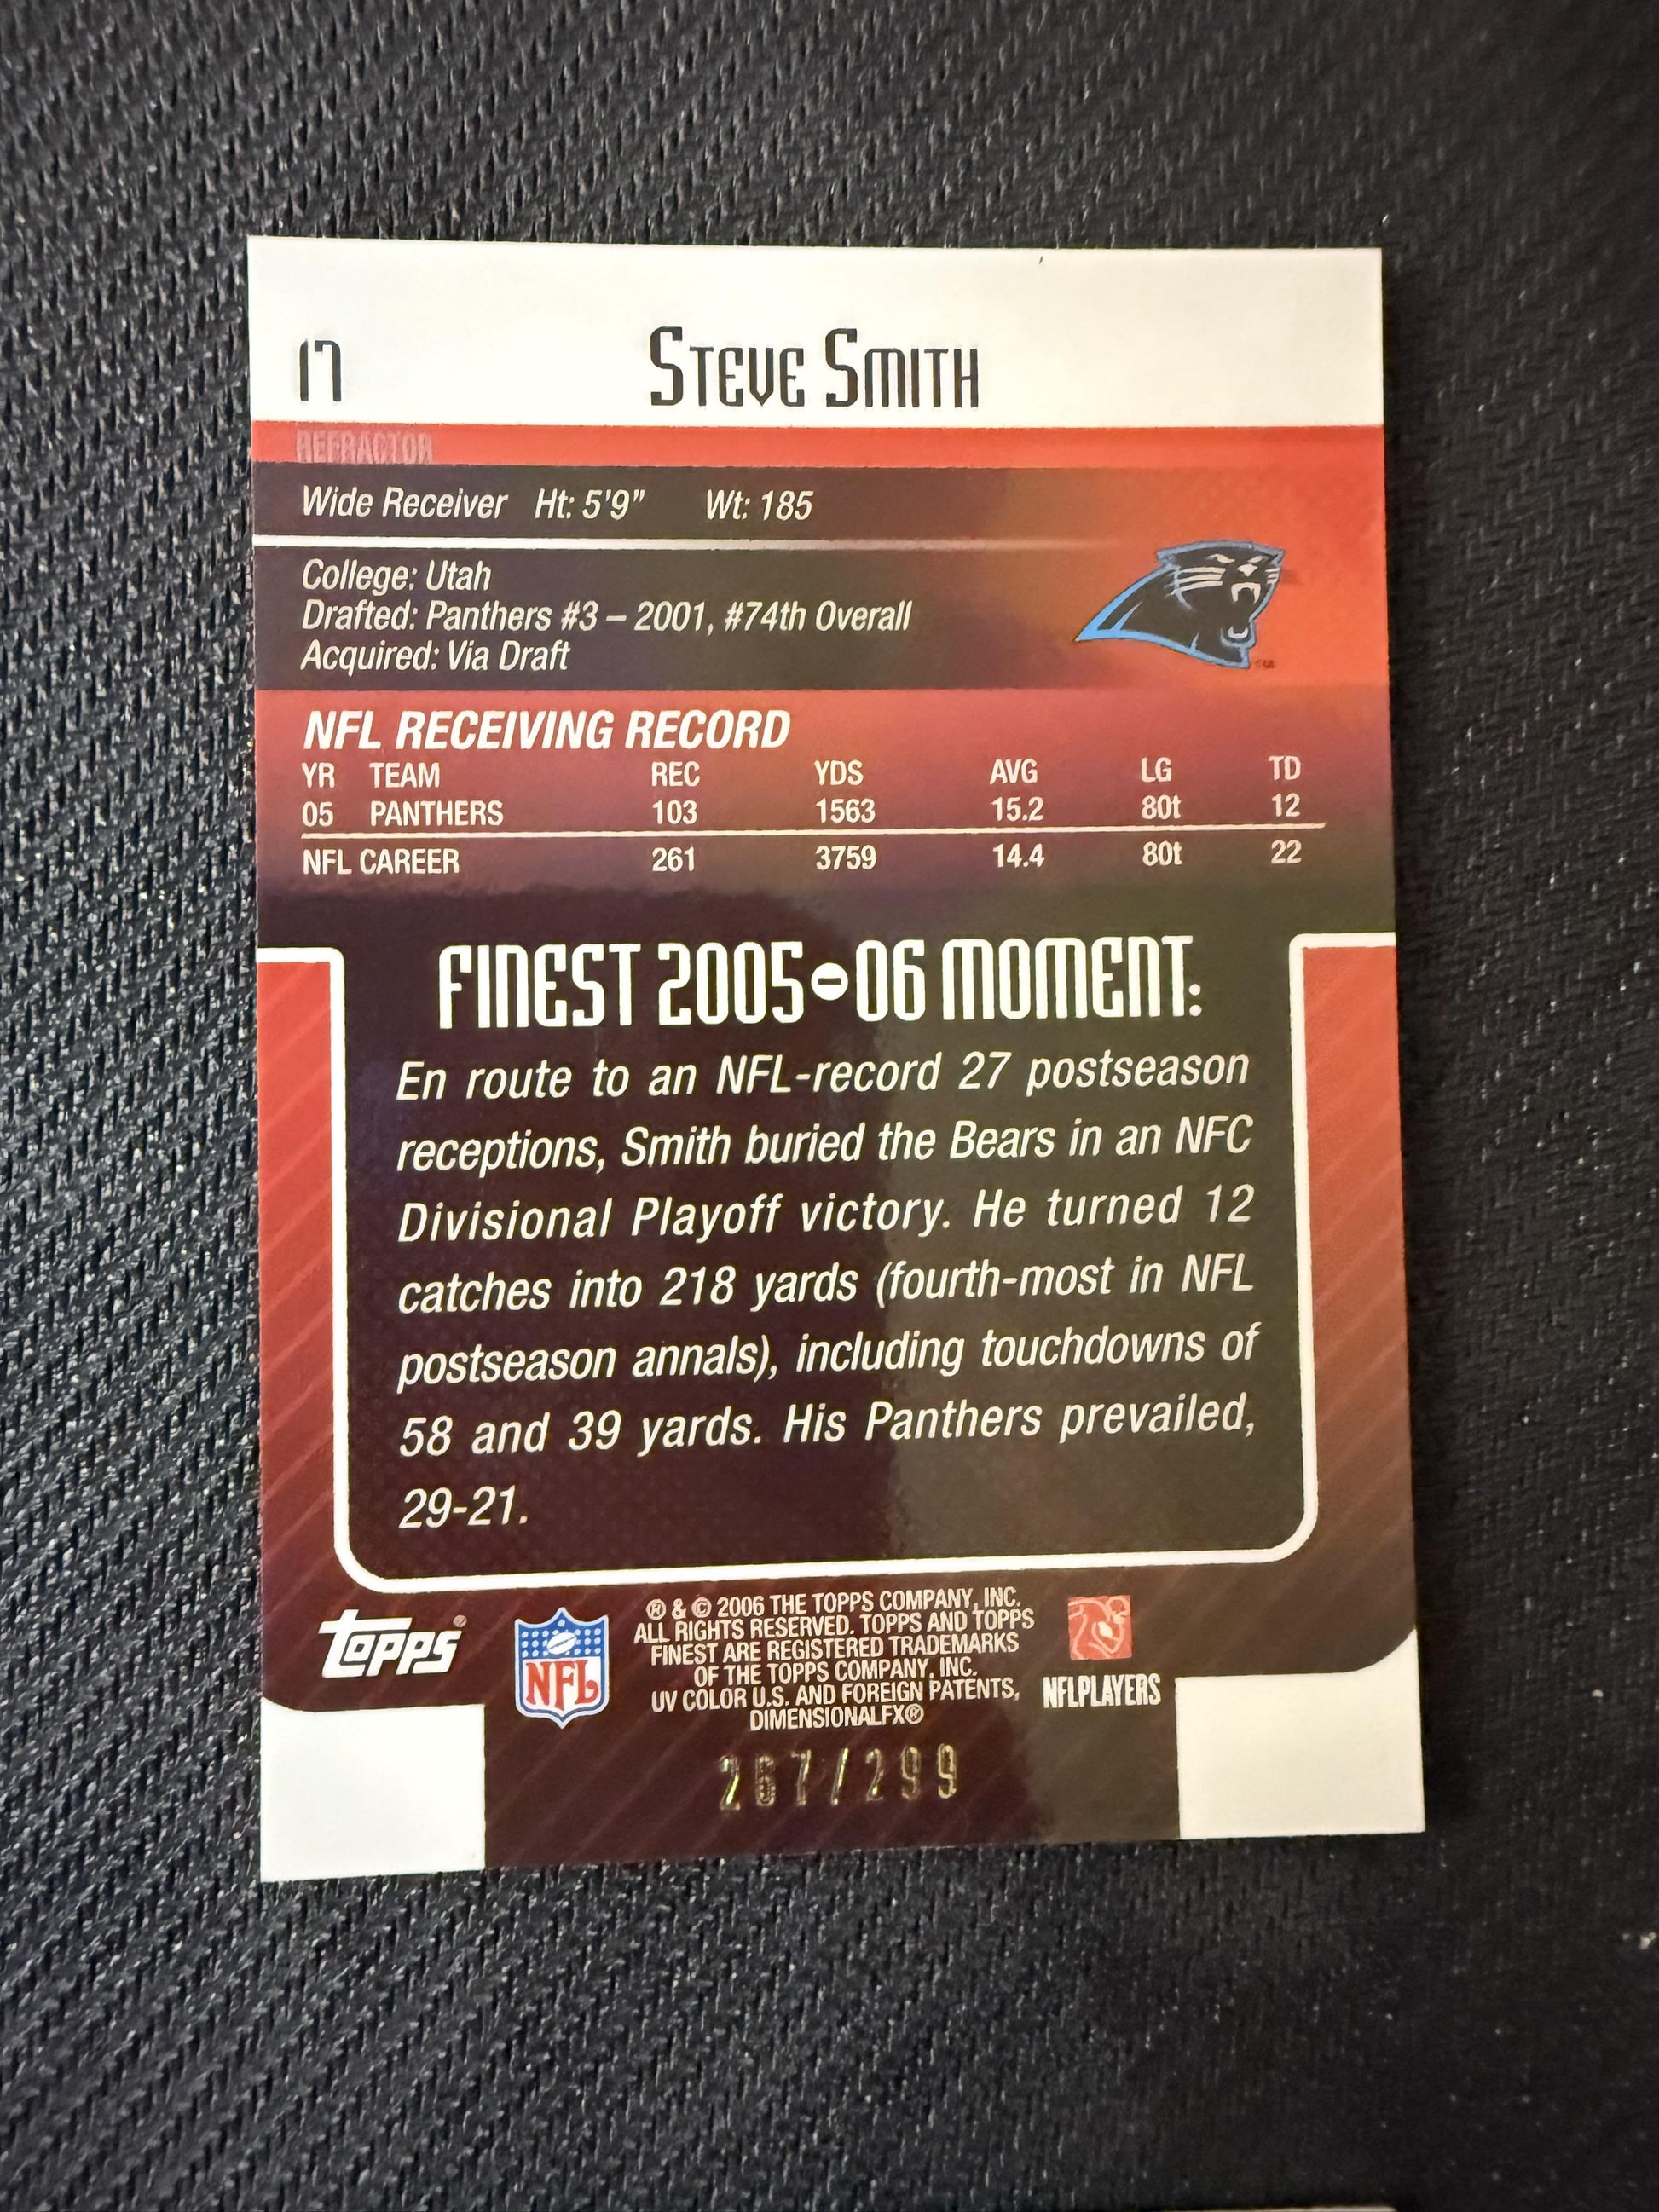 17 STEVE SMITH
REFRACTOR
Wide Receiver Ht: 5'9" Wt: 185
College: Utah
Drafted: Panthers #3 – 2001, #74th Overall
Acquired: Via Draft
NFL RECEIVING RECORD
YR TEAM REC YDS AVG LG TD
05 PANTHERS 103 1563 15.2 80t 12
NFL CAREER 261 3759 14.4 80t 22
FINEST 2005-06 MOMENT:
En route to an NFL-record 27 postseason
receptions, Smith buried the Bears in an NFC
Divisional Playoff victory. He turned 12
catches into 218 yards (fourth-most in NFL
postseason annals), including touchdowns of
58 and 39 yards. His Panthers prevailed,
29-21.
Topps®
NFL
® & © 2006 THE TOPPS COMPANY, INC.
ALL RIGHTS RESERVED. TOPPS AND TOPPS
FINEST ARE REGISTERED TRADEMARKS
OF THE TOPPS COMPANY, INC.
UV COLOR U.S. AND FOREIGN PATENTS,
DIMENSIONALFX®
NFLPLAYERS
267/299